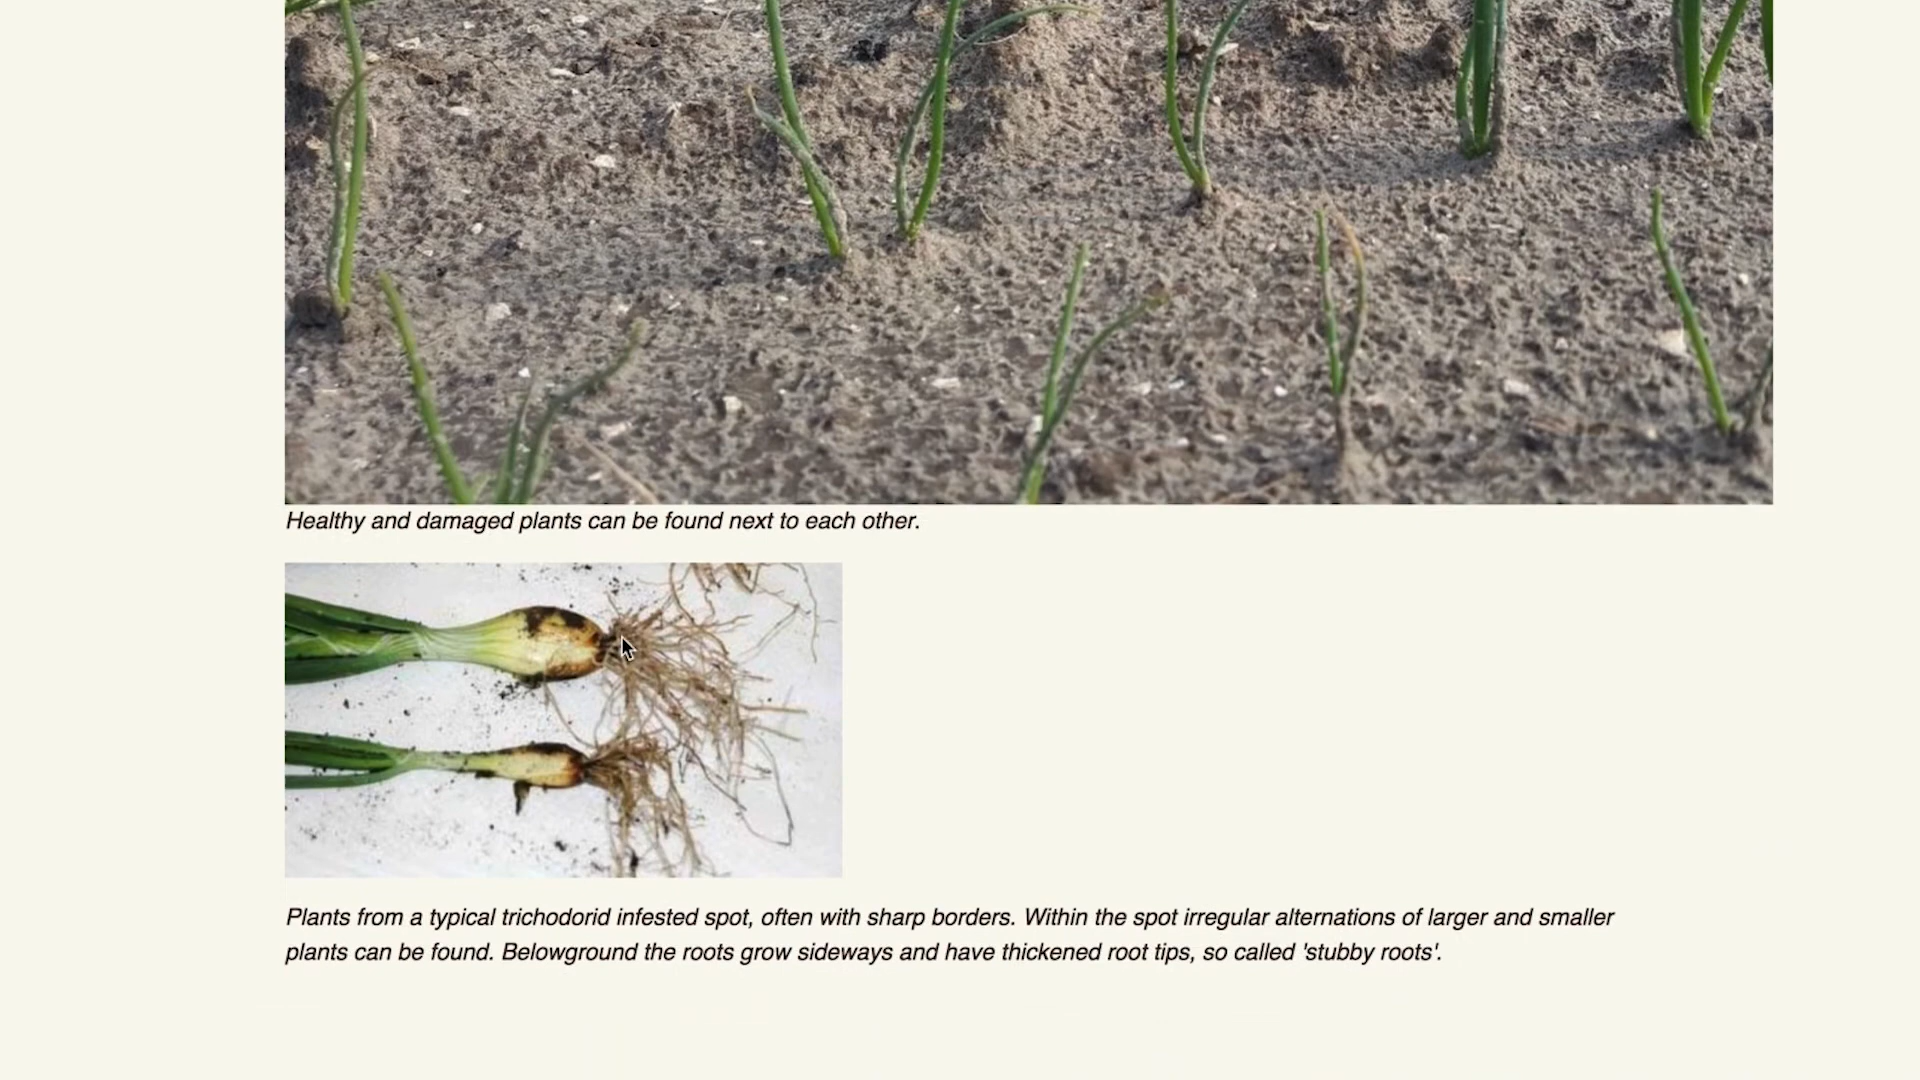 Healthy and damaged plants can be found next to each other.
Plants from a typical trichodorid infested spot, often with sharp borders. Within the spot irregular alternations of larger and smaller
plants can be found. Belowground the roots grow sideways and have thickened root tips, so called 'stubby roots'.